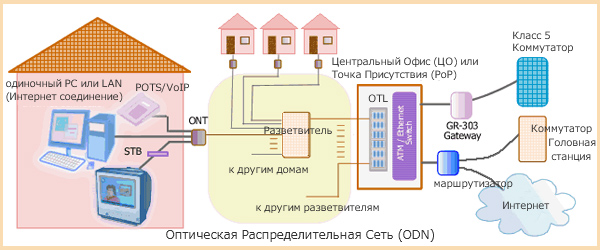 одиночный PC или LAN
(Интернет соединение)
POTS/VoIP
ONT
STB
Разветвитель
к другим домам
к другим разветвителям
Центральный Офис (ЦО) или
Точка Присутствия (PoP)
OTL
ATM / Ethernet
Switch
GR-303
Gateway
Класс 5
Коммутатор
Коммутатор
Головная
станция
маршрутизатор
Интернет
Оптическая Распределительная Сеть (ODN)